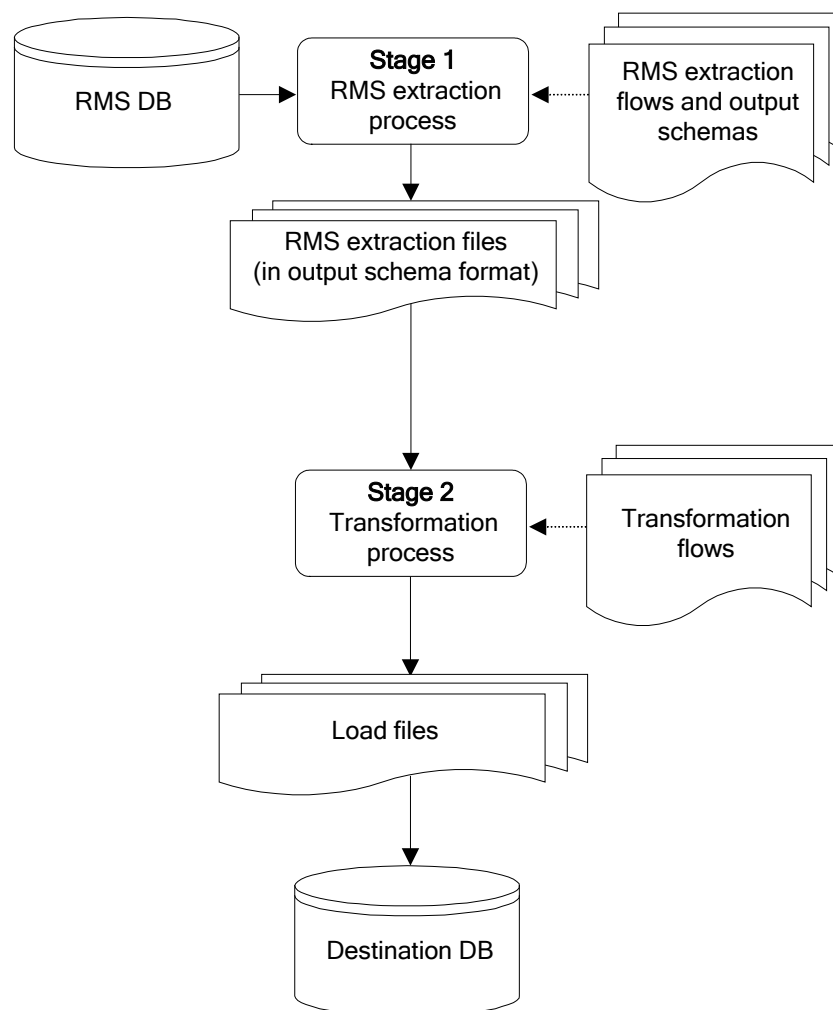 RMS DB
Stage 1
RMS extraction
process
RMS extraction
flows and output
schemas
RMS extraction files
(in output schema format)
Stage 2
Transformation
process
Transformation
flows
Load files
Destination DB